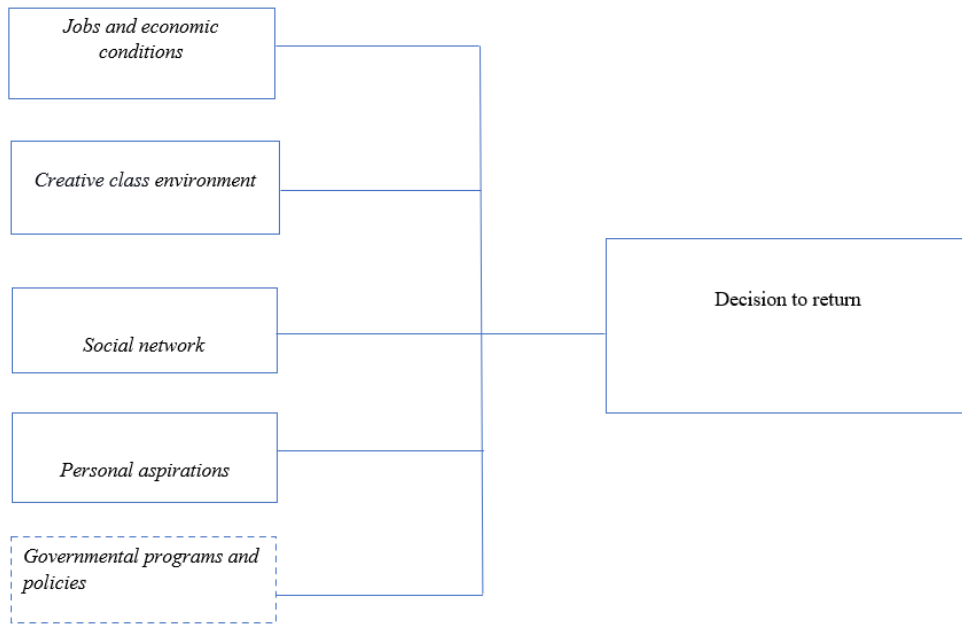 Jobs and economic
conditions
Creative class environment
Social network
Decision to return
Personal aspirations
Governmental programs and
policies